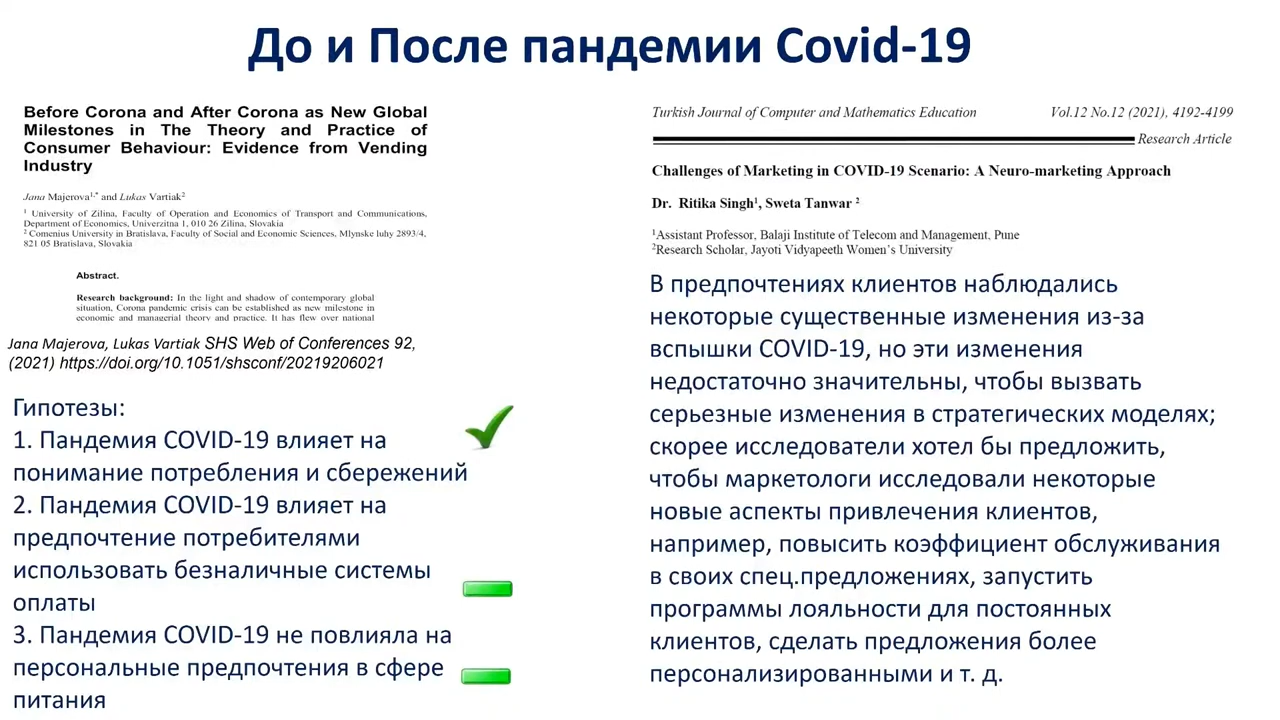 До и После пандемии Covid-19
Before Corona and After Corona as New Global
Milestones in The Theory and Practice of
Consumer Behaviour: Evidence from Vending
Industry
Jana Majerova1,* and Lukas Vartiak2
1 University of Zilina, Faculty of Operation and Economics of Transport and Communications,
Department of Economics, Univerzitna 1, 010 26 Zilina, Slovakia
2 Comenius University in Bratislava, Faculty of Social and Economic Sciences, Mlynske luhy 2893/4,
821 05 Bratislava, Slovakia
Abstract.
Research background: In the light and shadow of contemporary global
situation, Corona pandemic crisis can be established as new milestone in
economic and managerial theory and practice. It has flew over national
Jana Majerova, Lukas Vartiak SHS Web of Conferences 92,
(2021) https://doi.org/10.1051/shsconf/20219206021
Гипотезы:
1. Пандемия COVID-19 влияет на
понимание потребления и сбережений
2. Пандемия COVID-19 влияет на
предпочтение потребителями
использовать безналичные системы
оплаты
3. Пандемия COVID-19 не повлияла на
персональные предпочтения в сфере
питания
Turkish Journal of Computer and Mathematics Education Vol.12 No.12 (2021), 4192-4199
Research Article
Challenges of Marketing in COVID-19 Scenario: A Neuro-marketing Approach
Dr. Ritika Singh1, Sweta Tanwar 2
1Assistant Professor, Balaji Institute of Telecom and Management, Pune
2Research Scholar, Jayoti Vidyapeeth Women's University
В предпочтениях клиентов наблюдались
некоторые существенные изменения из-за
вспышки COVID-19, но эти изменения
недостаточно значительны, чтобы вызвать
серьезные изменения в стратегических моделях;
скорее исследователи хотел бы предложить,
чтобы маркетологи исследовали некоторые
новые аспекты привлечения клиентов,
например, повысить коэффициент обслуживания
в своих спец.предложениях, запустить
программы лояльности для постоянных
клиентов, сделать предложения более
персонализированными и т. д.